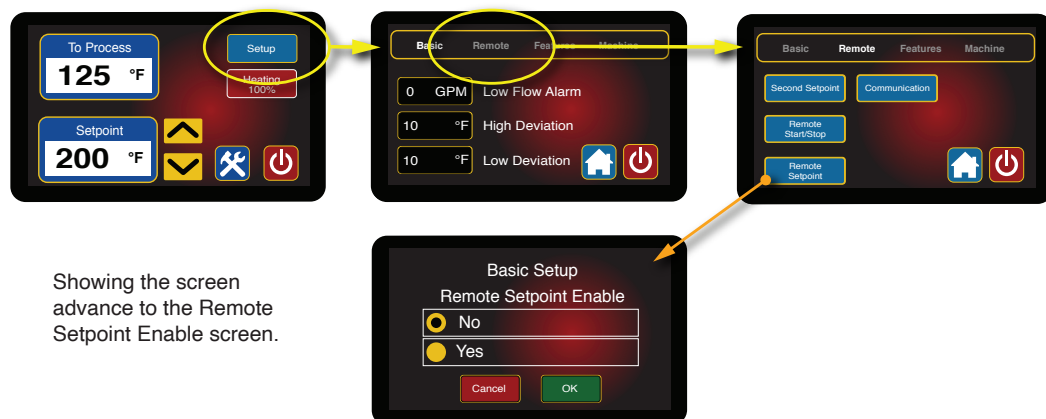 To Process
125 °F
Setup
Heating
100%
Setpoint
200 °F
Basic Remote Features Machine
0 GPM Low Flow Alarm
10 °F High Deviation
10 °F Low Deviation
Basic Remote Features Machine
Second Setpoint Communication
Remote
Start/Stop
Remote
Setpoint
Showing the screen
advance to the Remote
Setpoint Enable screen.
Basic Setup
Remote Setpoint Enable
No
Yes
Cancel OK